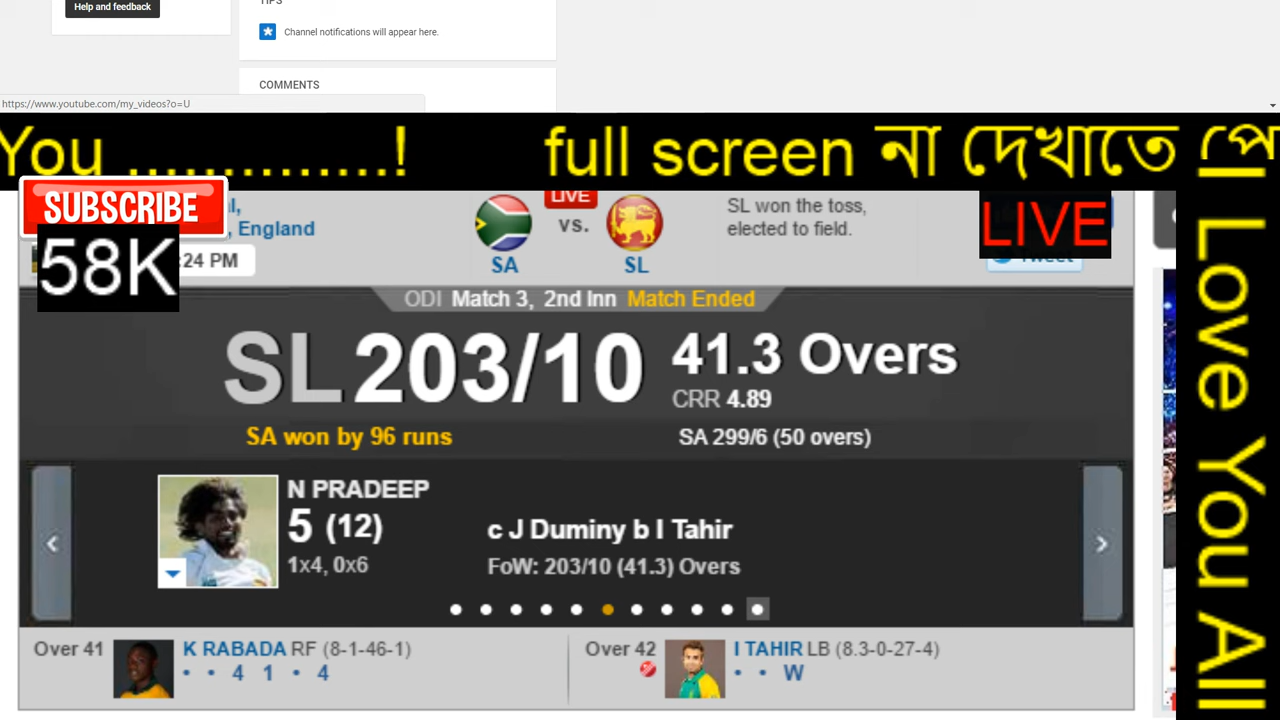 Help and feedback
TIPS
Channel notifications will appear here.
COMMENTS
https://www.youtube.com/my_videos?o=U
You .............! full screen না দেখাতে পে
SUBSCRIBE
58K
l,
, England
:24 PM
SA
LIVE
vs.
SL
SL won the toss,
elected to field.
LIVE
Tweet
ODI Match 3, 2nd Inn Match Ended
SL 203/10
41.3 Overs
CRR 4.89
SA won by 96 runs
SA 299/6 (50 overs)
N PRADEEP
5 (12)
1x4, 0x6
c J Duminy b I Tahir
FoW: 203/10 (41.3) Overs
Over 41
K RABADA RF (8-1-46-1)
• • 4 1 • 4
Over 42
I TAHIR LB (8.3-0-27-4)
• • W
I Love You All